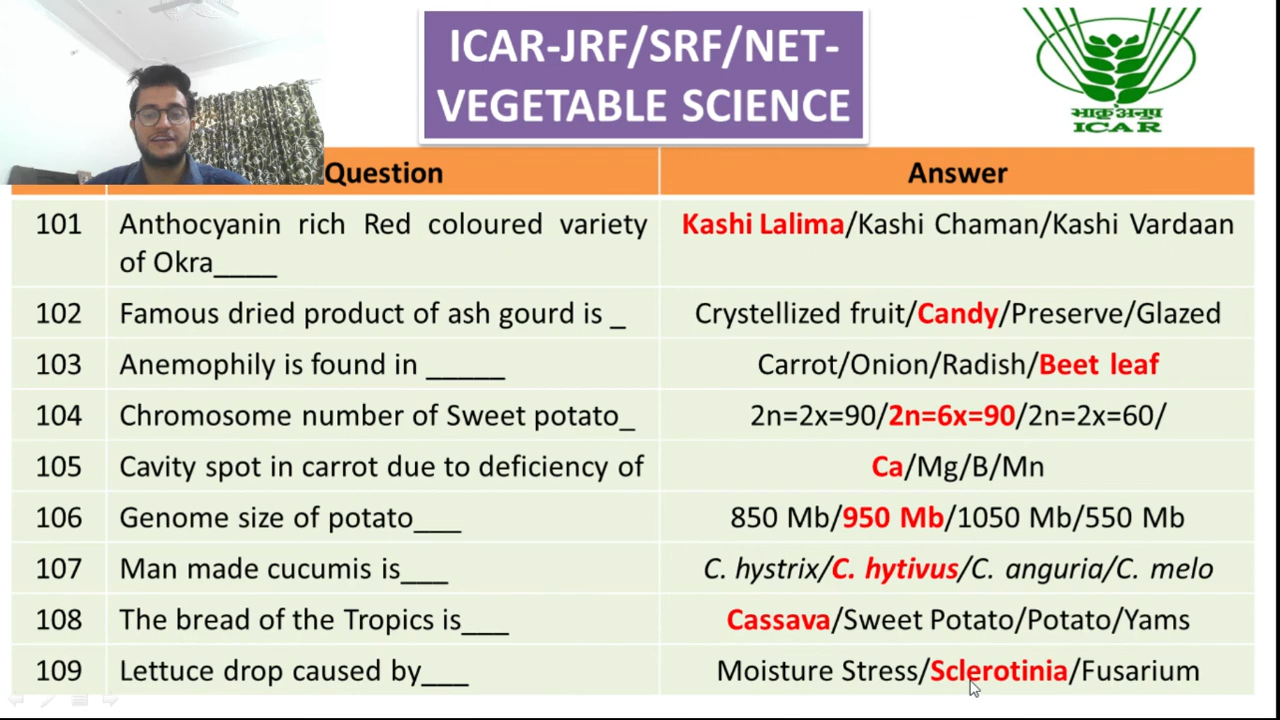 ICAR-JRF/SRF/NET-
VEGETABLE SCIENCE
भाकृअनुप
ICAR
Question Answer
101 Anthocyanin rich Red coloured variety Kashi Lalima/Kashi Chaman/Kashi Vardaan
of Okra____
102 Famous dried product of ash gourd is _ Crystellized fruit/Candy/Preserve/Glazed
103 Anemophily is found in _____ Carrot/Onion/Radish/Beet leaf
104 Chromosome number of Sweet potato_ 2n=2x=90/2n=6x=90/2n=2x=60/
105 Cavity spot in carrot due to deficiency of Ca/Mg/B/Mn
106 Genome size of potato___ 850 Mb/950 Mb/1050 Mb/550 Mb
107 Man made cucumis is___ C. hystrix/C. hytivus/C. anguria/C. melo
108 The bread of the Tropics is___ Cassava/Sweet Potato/Potato/Yams
109 Lettuce drop caused by___ Moisture Stress/Sclerotinia/Fusarium